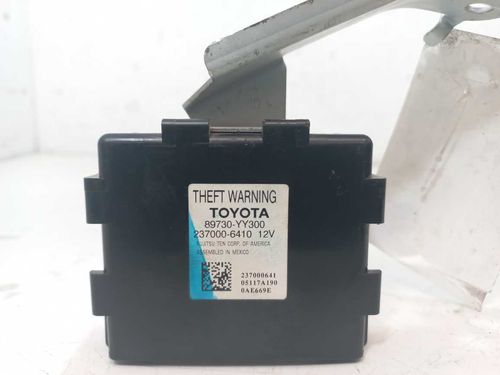 THEFT WARNING
TOYOTA
89730-YY300
237000-6410 12V
FUJITSU TEN CORP. OF AMERICA
ASSEMBLED IN MEXICO
237000641
05117A190
0AE669E